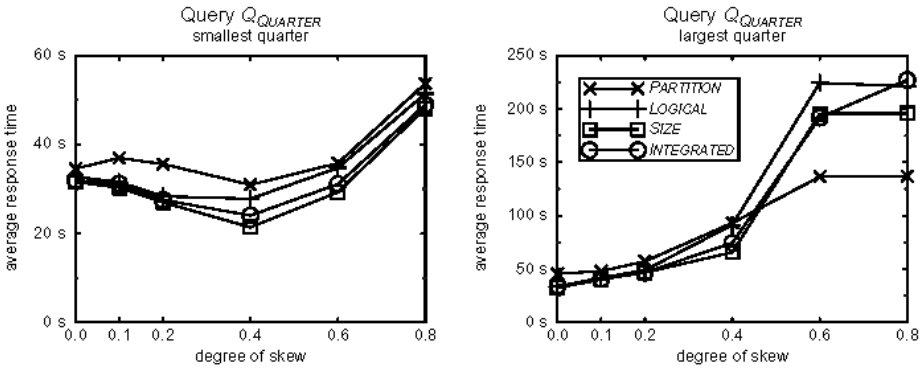 Query QQUARTER
smallest quarter
60 s
40 s
20 s
0 s
average response time
0.0 0.1 0.2 0.4 0.6 0.8
degree of skew
Query QQUARTER
largest quarter
250 s
200 s
150 s
100 s
50 s
0 s
average response time
PARTITION
LOGICAL
SIZE
INTEGRATED
0.0 0.1 0.2 0.4 0.6 0.8
degree of skew